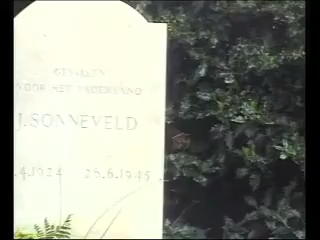 GEVALLEN
VOOR HET VADERLAND
J. SONNEVELD
.4.1924 26.6.1945